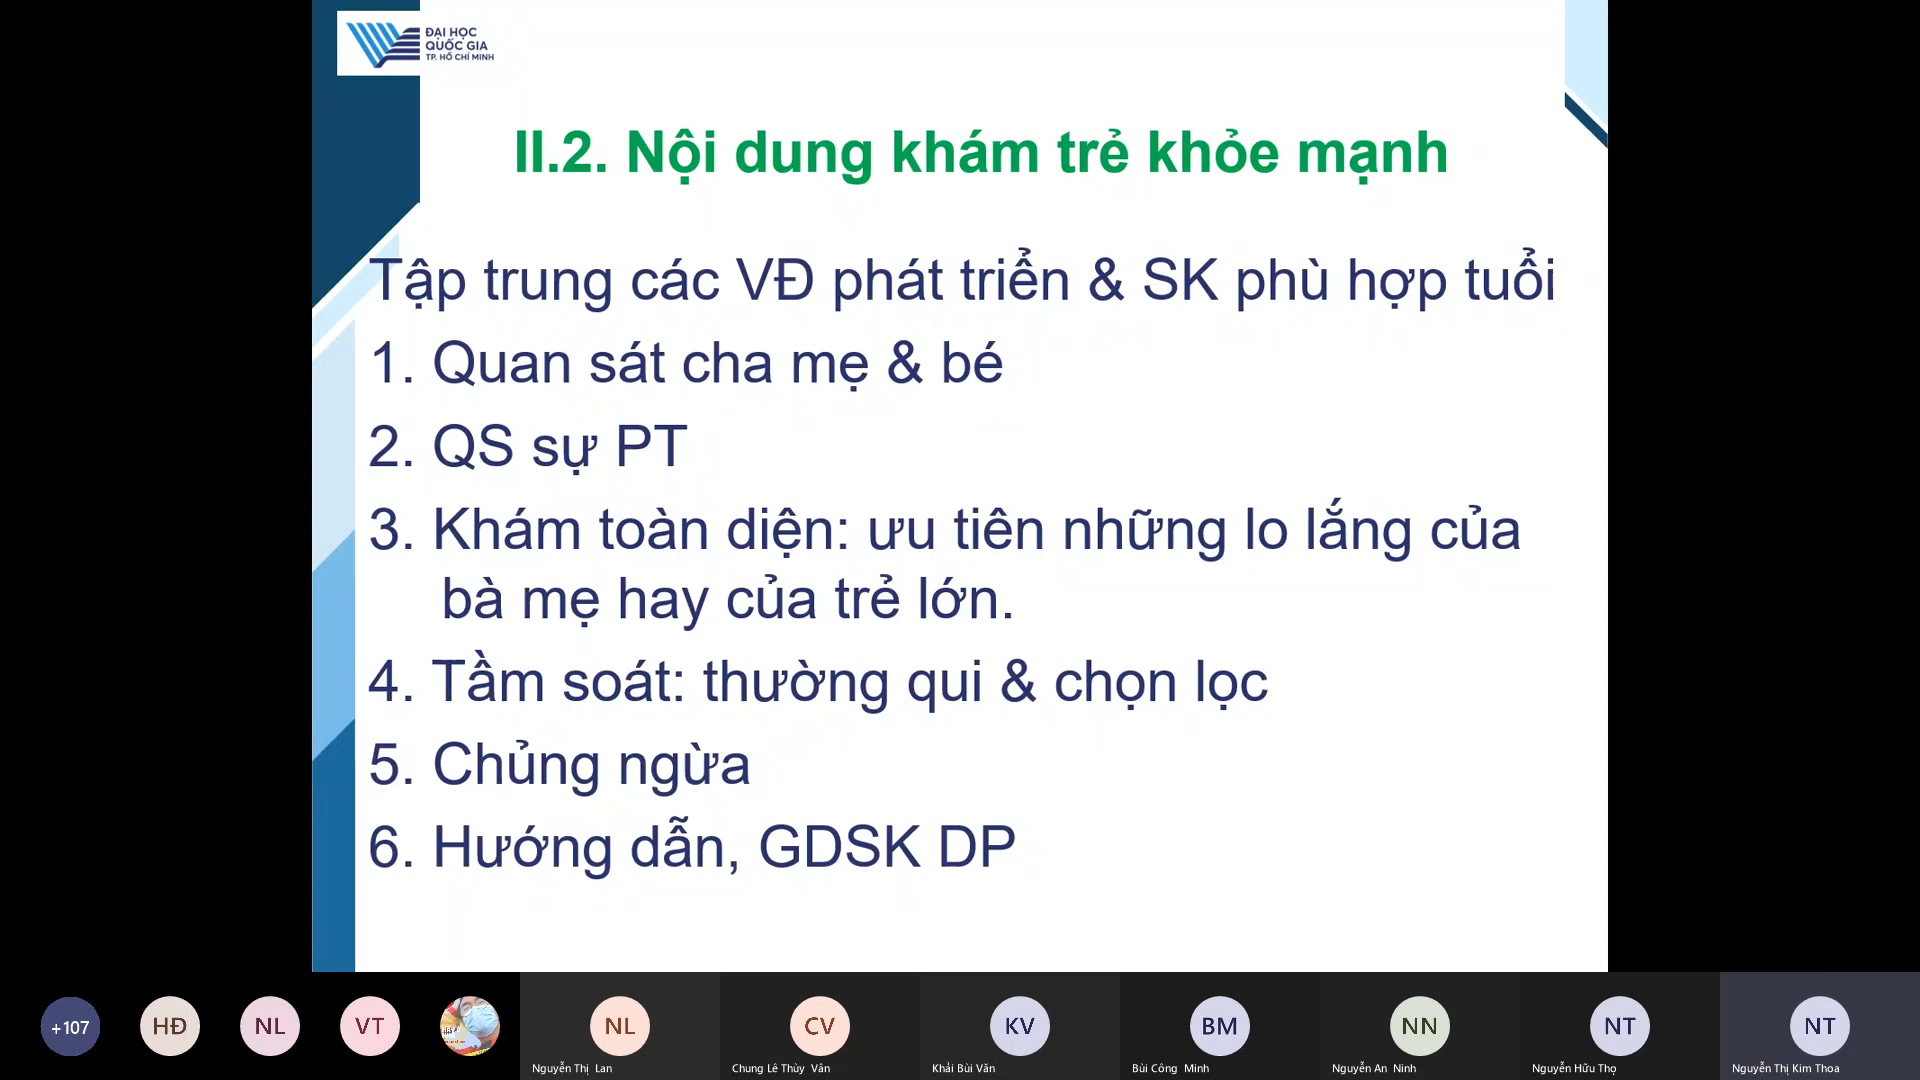 ĐẠI HỌC
QUỐC GIA
TP. HỒ CHÍ MINH
II.2. Nội dung khám trẻ khỏe mạnh
Tập trung các VĐ phát triển & SK phù hợp tuổi
1. Quan sát cha mẹ & bé
2. QS sự PT
3. Khám toàn diện: ưu tiên những lo lắng của
bà mẹ hay của trẻ lớn.
4. Tầm soát: thường qui & chọn lọc
5. Chủng ngừa
6. Hướng dẫn, GDSK DP
+107
HĐ
NL
VT
NL
CV
KV
BM
NN
NT
NT
Nguyễn Thị Lan
Chung Lê Thùy Vân
Khải Bùi Văn
Bùi Công Minh
Nguyễn An Ninh
Nguyễn Hữu Thọ
Nguyễn Thị Kim Thoa